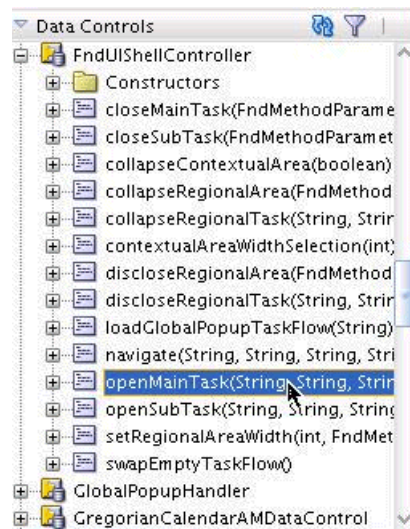 Data Controls
FndUIShellController
Constructors
closeMainTask(FndMethodParame
closeSubTask(FndMethodParamet
collapseContextualArea(boolean)
collapseRegionalArea(FndMethod
collapseRegionalTask(String, Strir
contextualAreaWidthSelection(int)
discloseRegionalArea(FndMethod
discloseRegionalTask(String, Strir
loadGlobalPopupTaskFlow(String)
navigate(String, String, String, Stri
openMainTask(String, String, Strir
openSubTask(String, String, String
setRegionalAreaWidth(int, FndMet
swapEmptyTaskFlow()
GlobalPopupHandler
GregorianCalendarAMDataControl